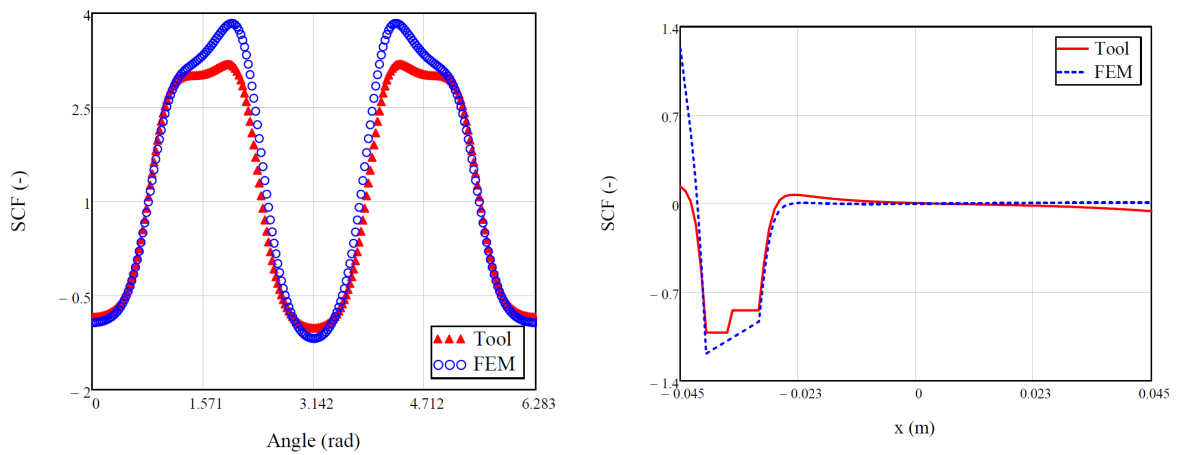 4
2.5
1
− 0.5
− 2
SCF (-)
0
1.571
3.142
4.712
6.283
Angle (rad)
Tool
FEM
1.4
0.7
0
− 0.7
− 1.4
SCF (-)
− 0.045
− 0.023
0
0.023
0.045
x (m)
Tool
FEM